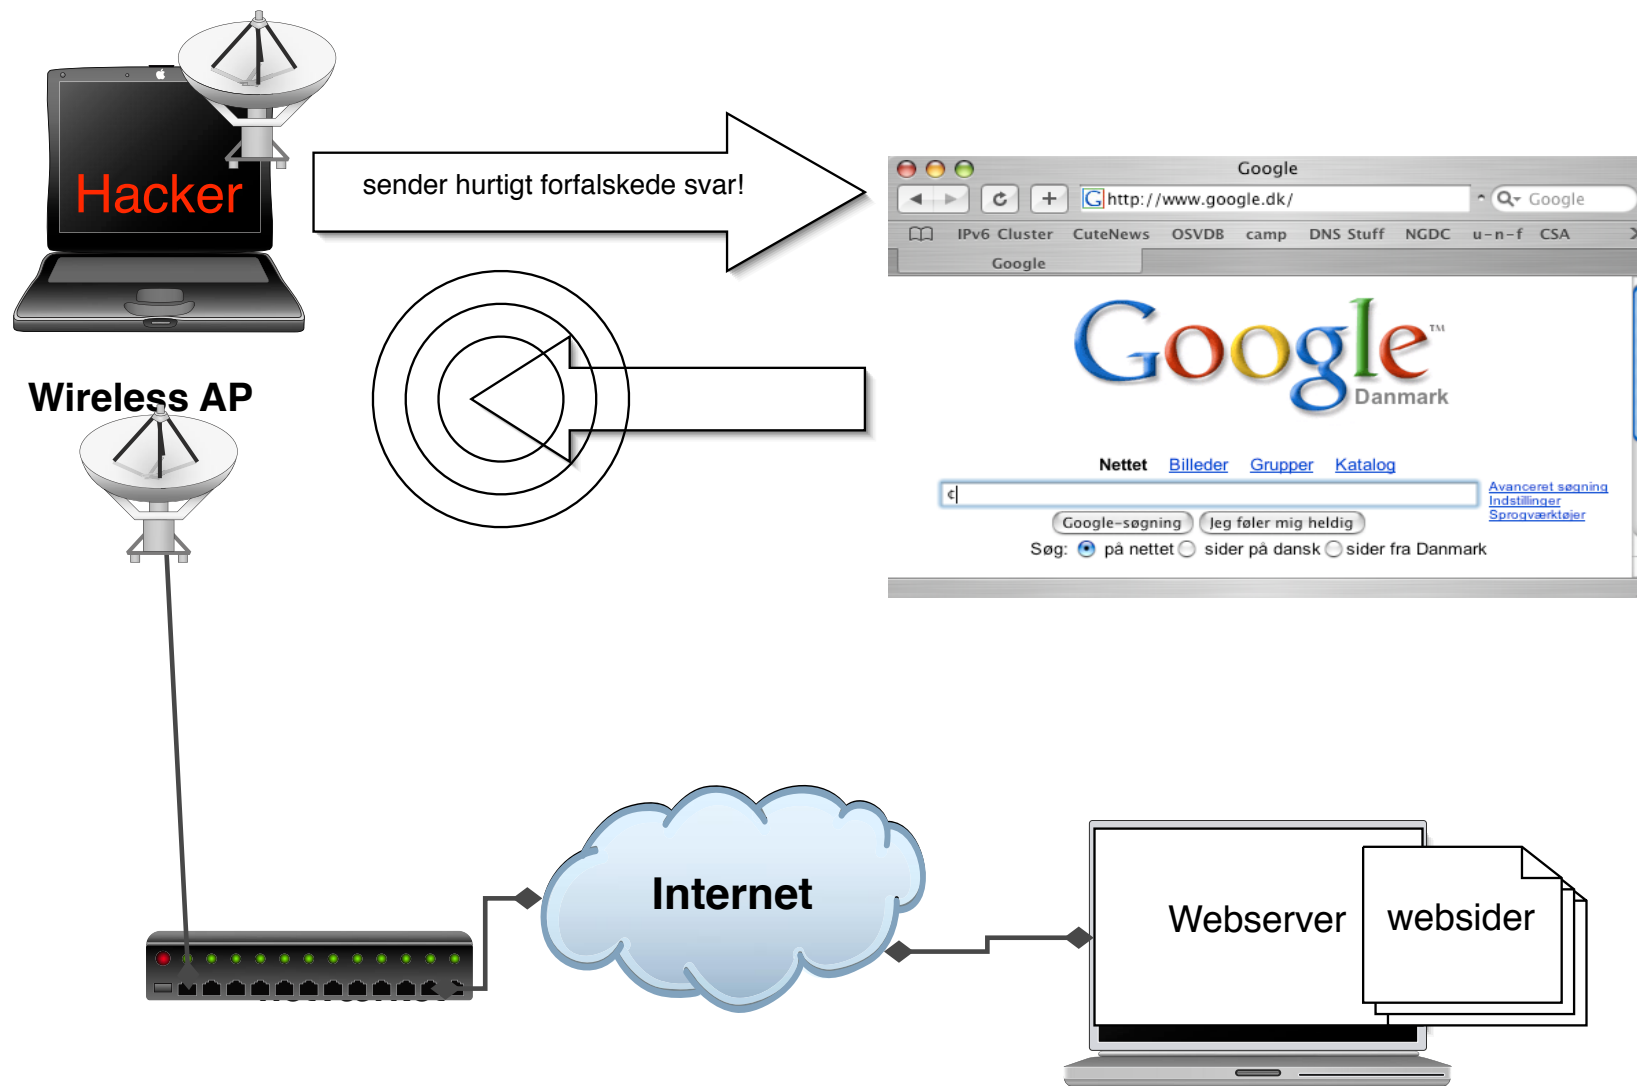 Hacker
sender hurtigt forfalskede svar!
Google
http://www.google.dk/
Google
IPv6 Cluster CuteNews OSVDB camp DNS Stuff NGDC u-n-f CSA
Google
Google™
Danmark
Wireless AP
Nettet Billeder Grupper Katalog
¢
Avanceret søgning
Indstillinger
Sprogværktøjer
Google-søgning Jeg føler mig heldig
Søg: på nettet sider på dansk sider fra Danmark
Internet
Webserver
websider